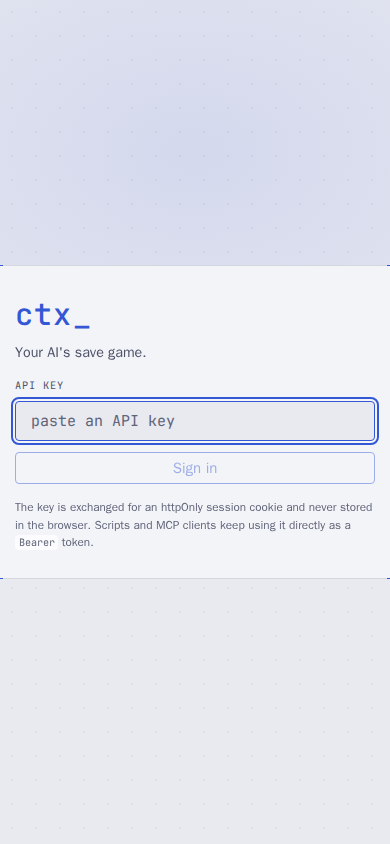 ctx_
Your AI's save game.
API KEY
paste an API key
Sign in
The key is exchanged for an httpOnly session cookie and never stored
in the browser. Scripts and MCP clients keep using it directly as a
Bearer token.